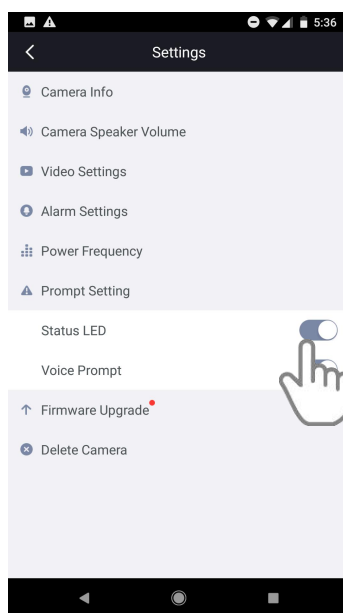 5:36
Settings
Camera Info
Camera Speaker Volume
Video Settings
Alarm Settings
Power Frequency
Prompt Setting
Status LED
Voice Prompt
Firmware Upgrade
Delete Camera